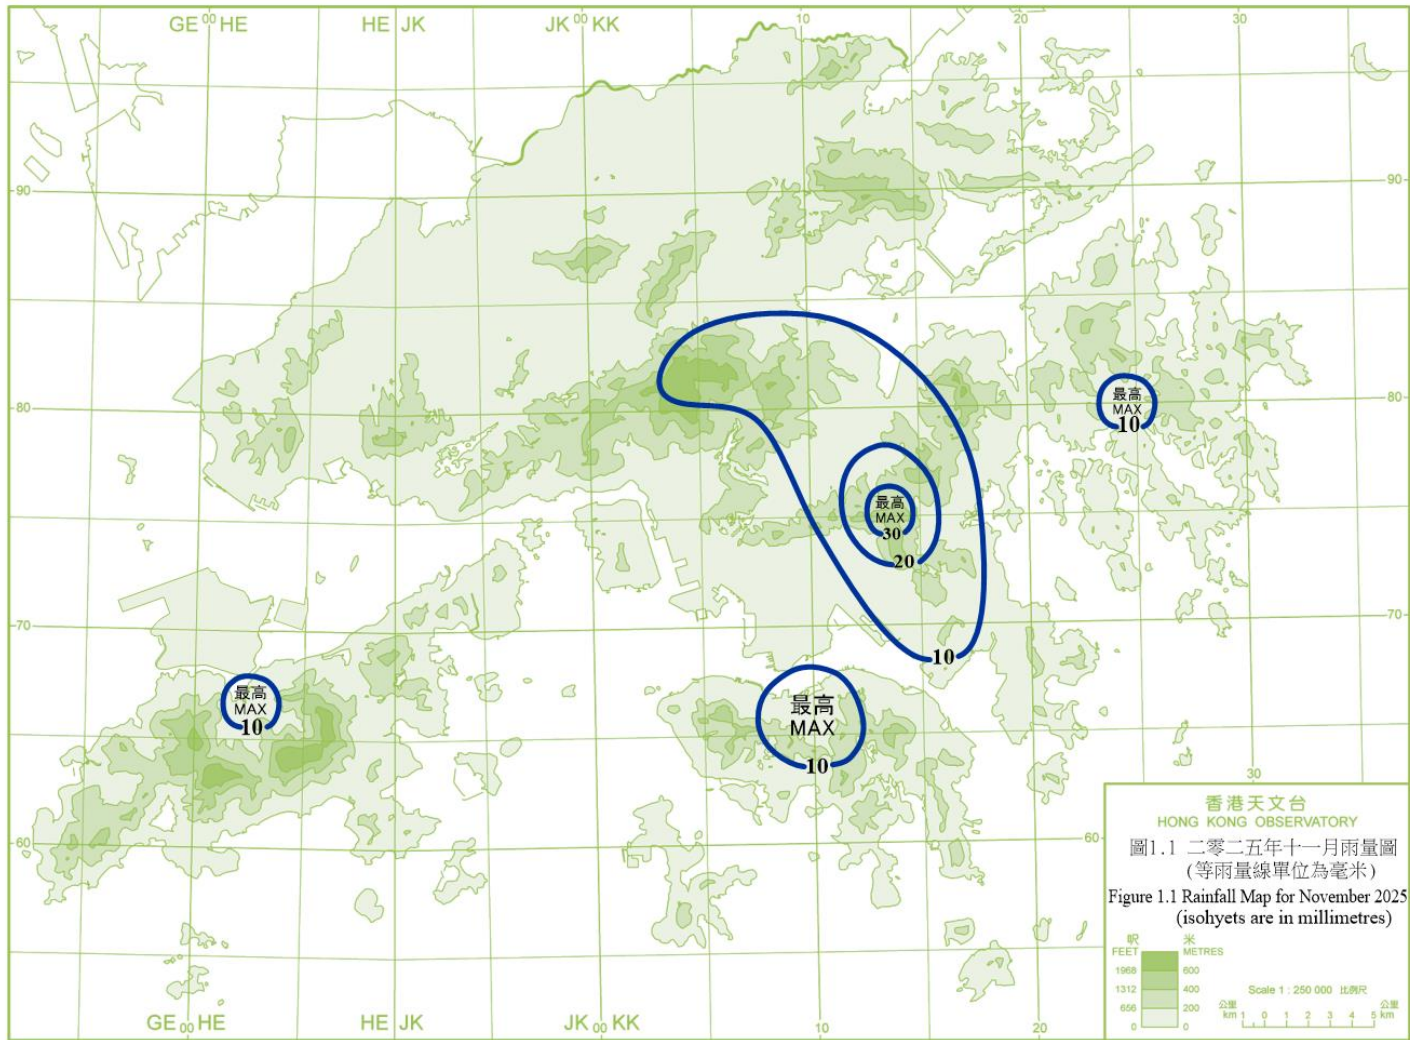 GE 00 HE
HE JK
JK 00 KK
10
20
30
90
90
80
80
最高
MAX
10
最高
MAX
30
20
70
70
10
最高
MAX
10
最高
MAX
10
30
60
60
香港天文台
HONG KONG OBSERVATORY
圖1.1 二零二五年十一月雨量圖
(等雨量線單位為毫米)
Figure 1.1 Rainfall Map for November 2025
(isohyets are in millimetres)
呎 米
FEET METRES
1968 600
1312 400
656 200
0 0
Scale 1 : 250 000 比例尺
公里 公里
km 1 0 1 2 3 4 5 km
GE 00 HE
HE JK
JK 00 KK
10
20